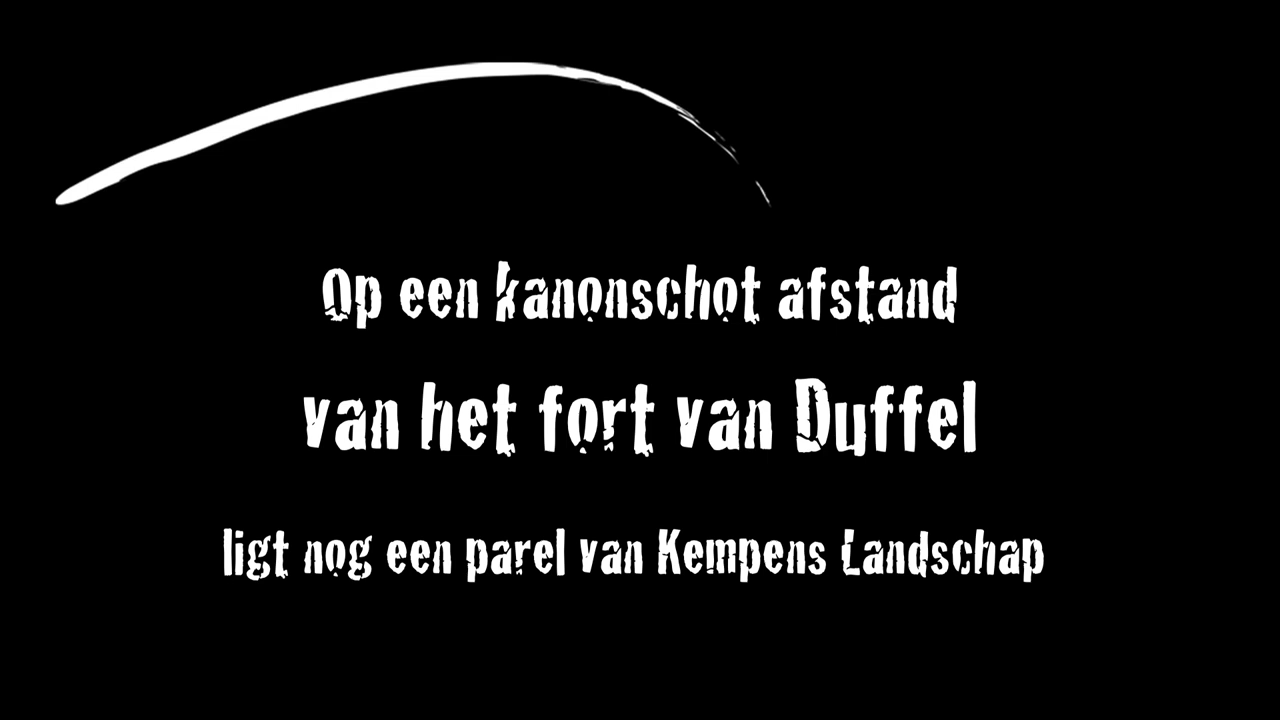 Op een kanonschot afstand
van het fort van Duffel
ligt nog een parel van Kempens Landschap